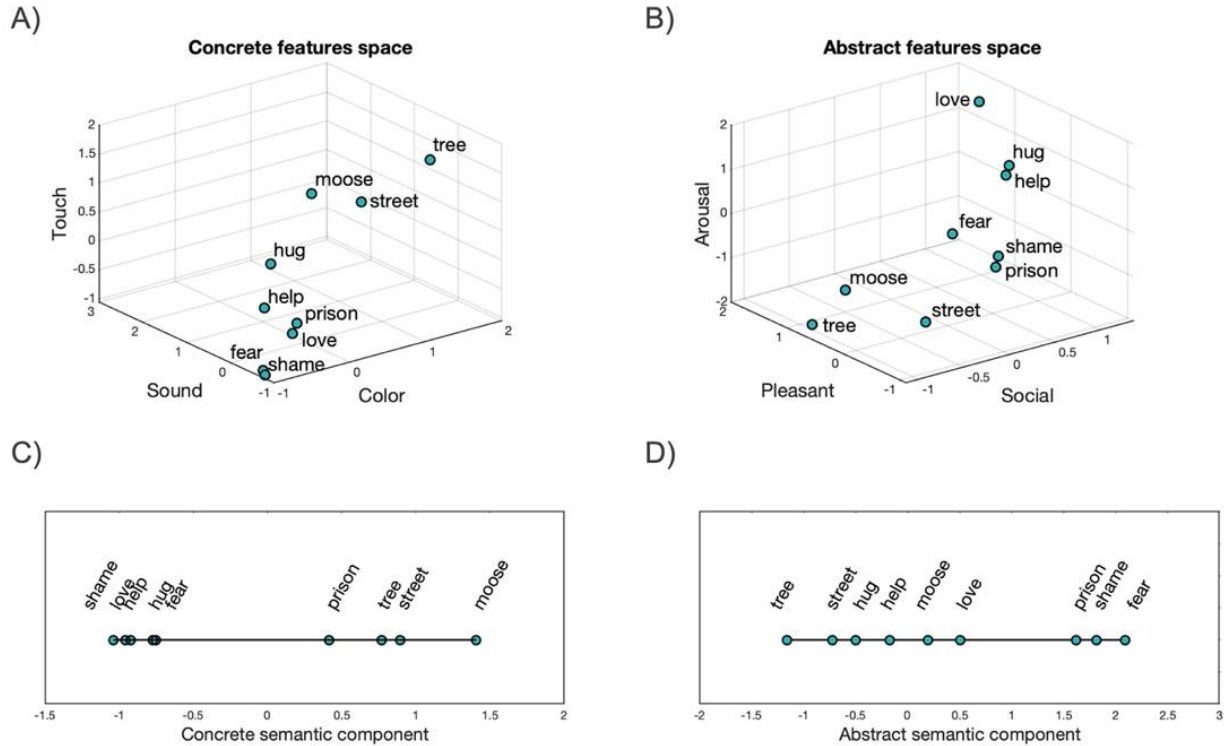 A)
Concrete features space
2
1.5
1
0.5
0
-0.5
-1
Touch
3
2
1
0
-1
Sound
-1
0
1
2
Color
tree
moose
street
hug
help
prison
love
fear
shame
B)
Abstract features space
2
1
0
-1
-2
Arousal
2
1
0
-1
Pleasant
-1
-0.5
0
0.5
1
Social
love
hug
help
fear
shame
prison
moose
street
tree
C)
shame
love
help
hug
fear
prison
tree
street
moose
-1.5 -1 -0.5 0 0.5 1 1.5 2
Concrete semantic component
D)
tree
street
hug
help
moose
love
prison
shame
fear
-2 -1.5 -1 -0.5 0 0.5 1 1.5 2 2.5 3
Abstract semantic component